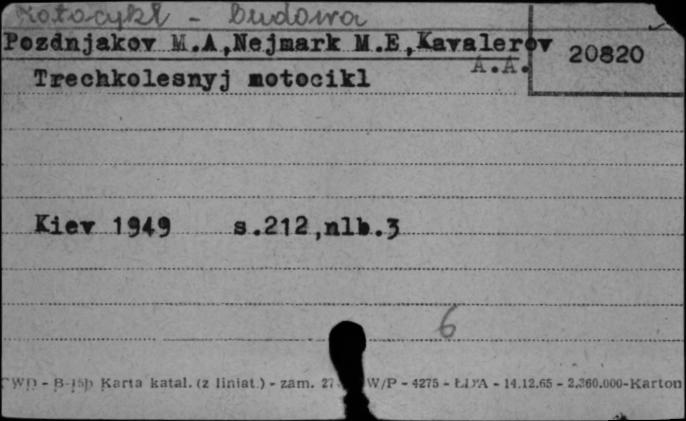 Motocykl - budowa
Pozdnjakov M.A,Nejmark M.E,Kavalerov
A.A.
20820
Trechkolesnyj motocikl
Kiev 1949 s.212,nlb.3
6
Karta katal. (z liniat.) - zam. W/P - 4275 - ŁDA - 14.12.65 - 2.360.000-Karton